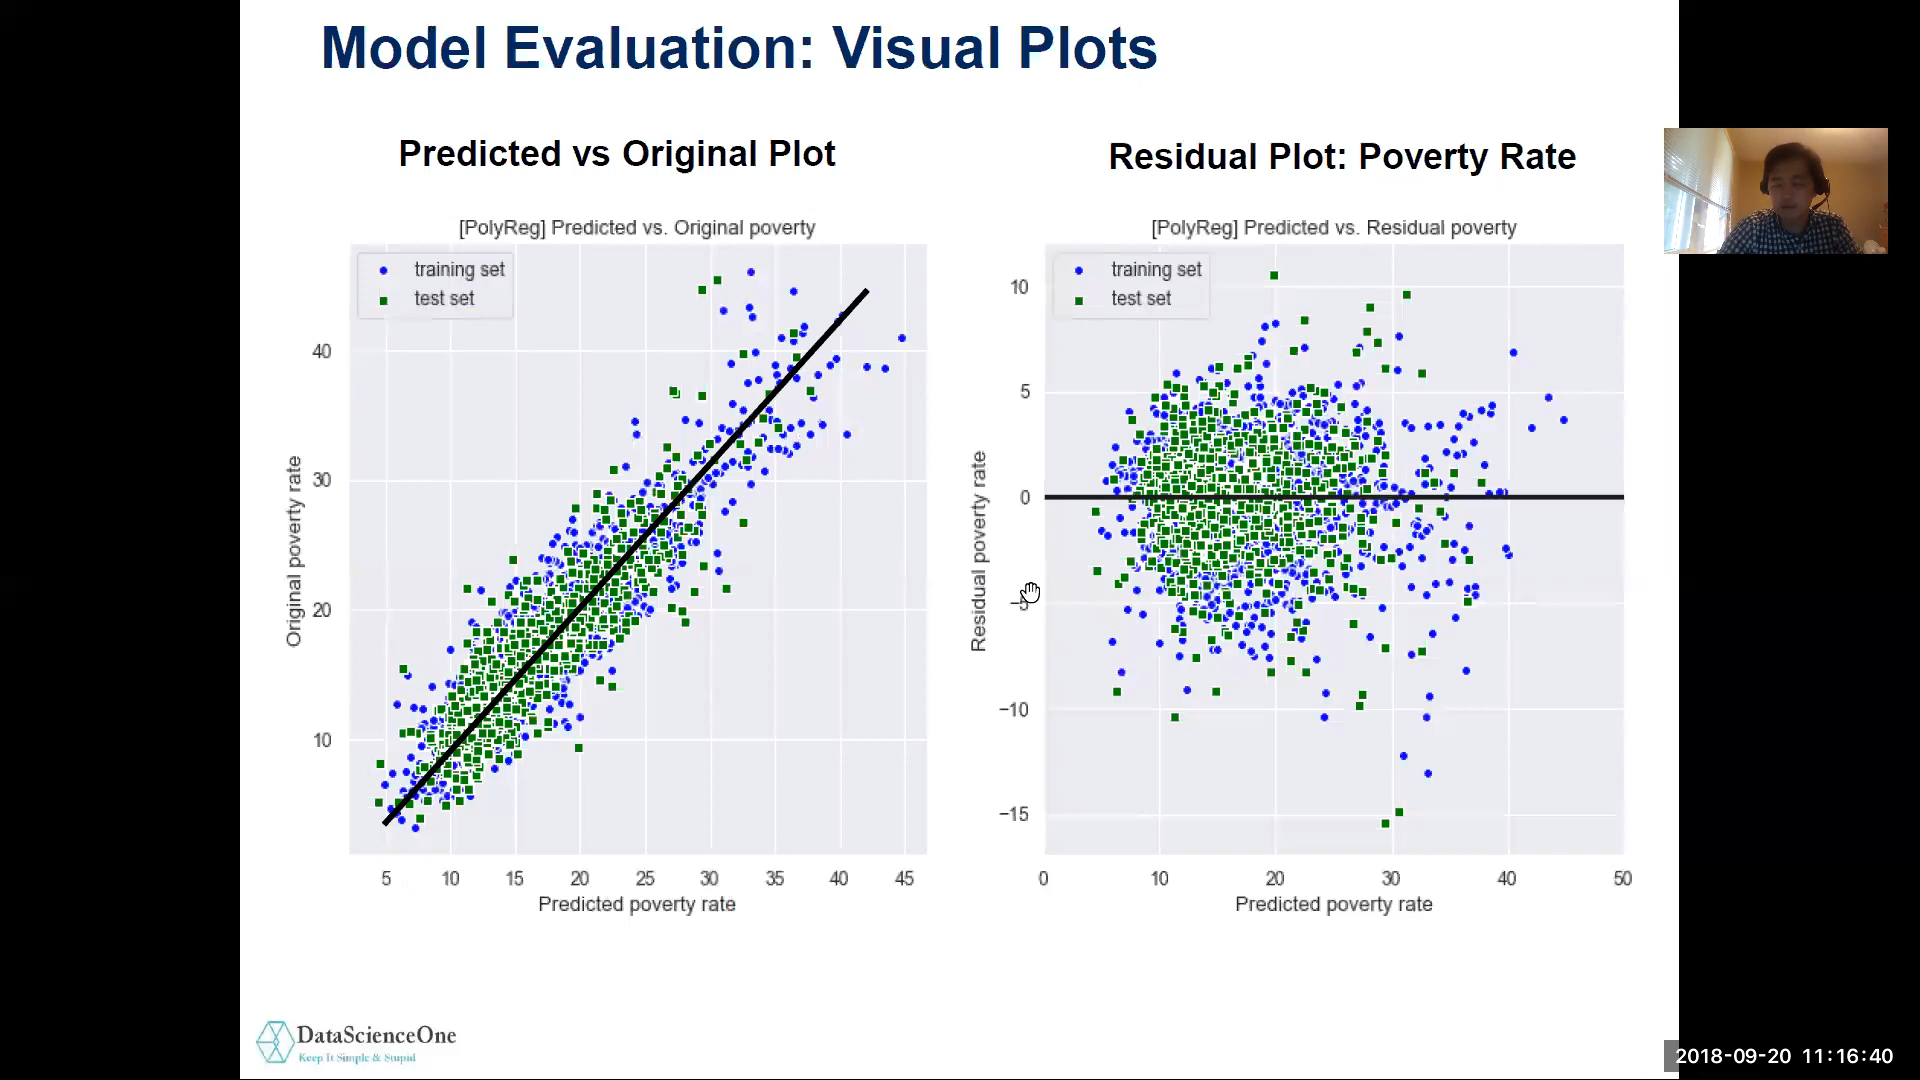 Model Evaluation: Visual Plots
Predicted vs Original Plot
[PolyReg] Predicted vs. Original poverty
training set
test set
40
30
20
10
Original poverty rate
5 10 15 20 25 30 35 40 45
Predicted poverty rate
Residual Plot: Poverty Rate
[PolyReg] Predicted vs. Residual poverty
training set
test set
10
5
0
−5
−10
−15
Residual poverty rate
0 10 20 30 40 50
Predicted poverty rate
DataScienceOne
Keep It Simple & Stupid
2018-09-20 11:16:40